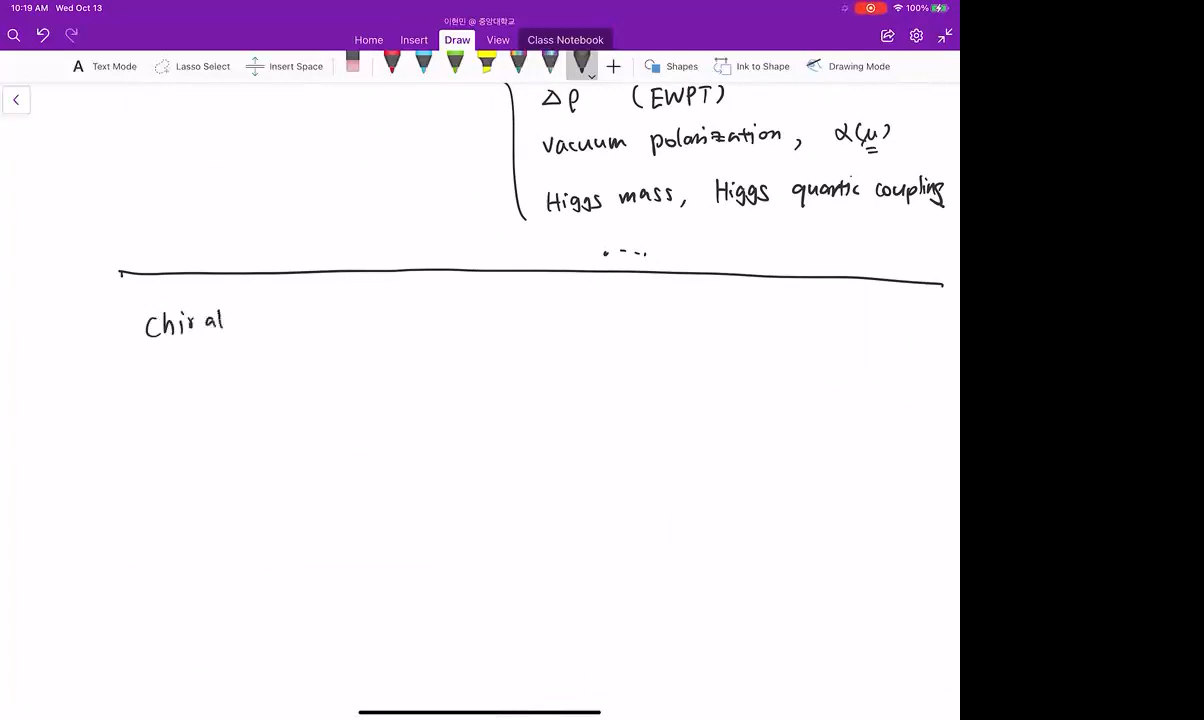 10:19 AM Wed Oct 13
100%
이현민 @ 중앙대학교
Home Insert Draw View Class Notebook
A Text Mode Lasso Select Insert Space Shapes Ink to Shape Drawing Mode
Δρ (EWPT)
vacuum polarization, α(μ)
Higgs mass, Higgs quartic coupling
....
Chiral